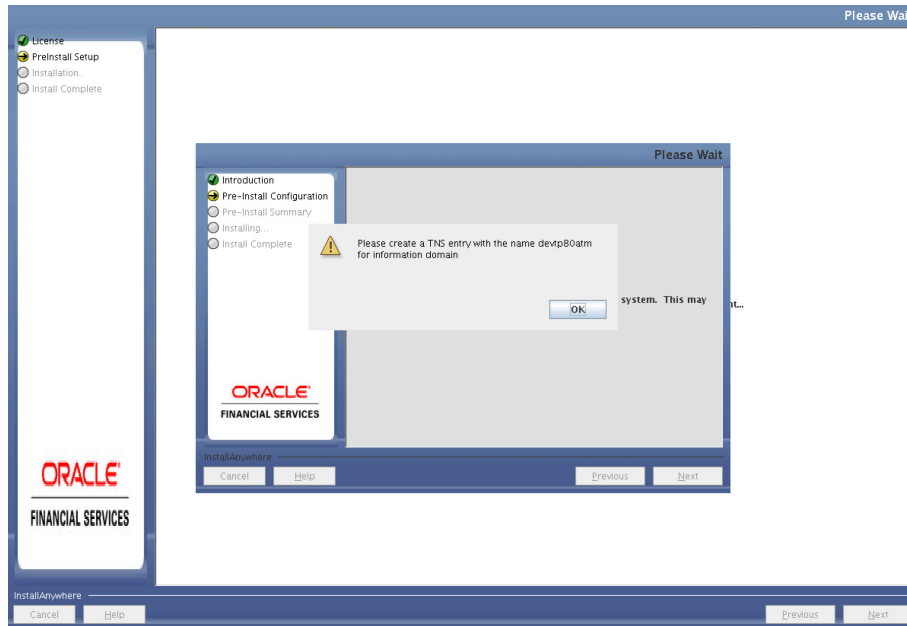 Please Wai
License
PreInstall Setup
Installation..
Install Complete
Please Wait
Introduction
Pre-Install Configuration
Pre-Install Summary
Installing...
Install Complete
Please create a TNS entry with the name devtp80atm
for information domain
OK
system. This may
nt...
ORACLE
FINANCIAL SERVICES
InstallAnywhere
Cancel
Help
Previous
Next
ORACLE
FINANCIAL SERVICES
InstallAnywhere
Cancel
Help
Previous
Next